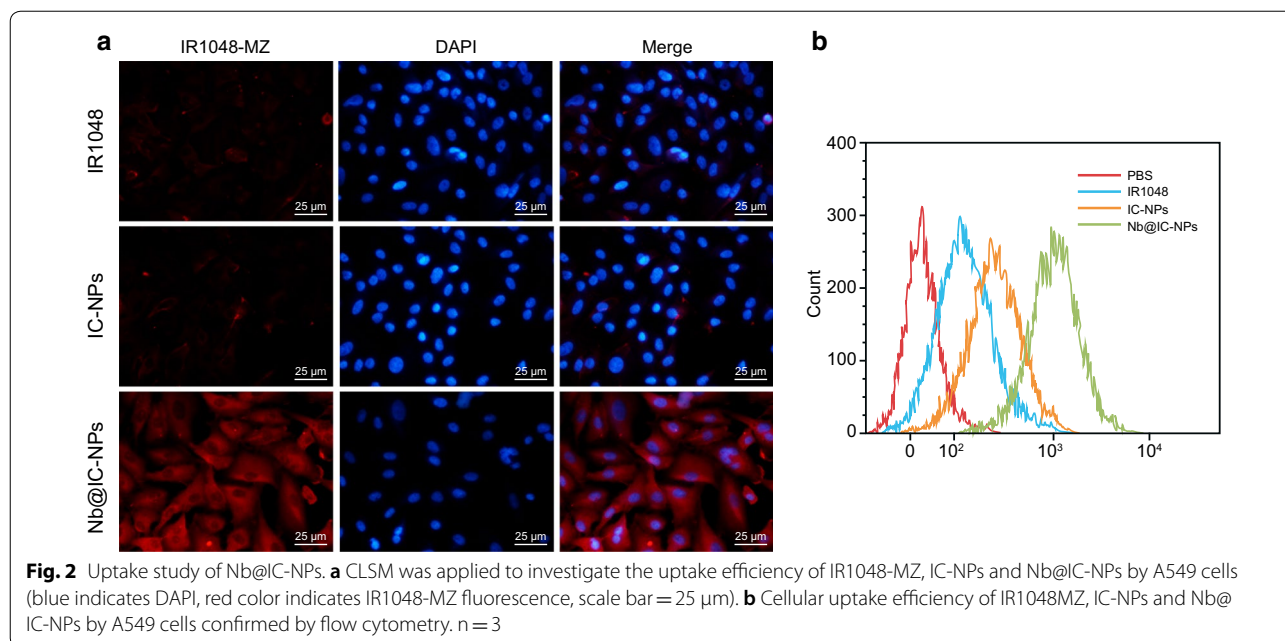 a
IR1048-MZ DAPI Merge
IR1048
25 µm 25 µm 25 µm
IC-NPs
25 µm 25 µm 25 µm
Nb@IC-NPs
25 µm 25 µm 25 µm
b
400
300
200
100
0
Count
PBS
IR1048
IC-NPs
Nb@IC-NPs
0 10² 10³ 10⁴
Fig. 2 Uptake study of Nb@IC-NPs. a CLSM was applied to investigate the uptake efficiency of IR1048-MZ, IC-NPs and Nb@IC-NPs by A549 cells
(blue indicates DAPI, red color indicates IR1048-MZ fluorescence, scale bar = 25 µm). b Cellular uptake efficiency of IR1048MZ, IC-NPs and Nb@
IC-NPs by A549 cells confirmed by flow cytometry. n = 3